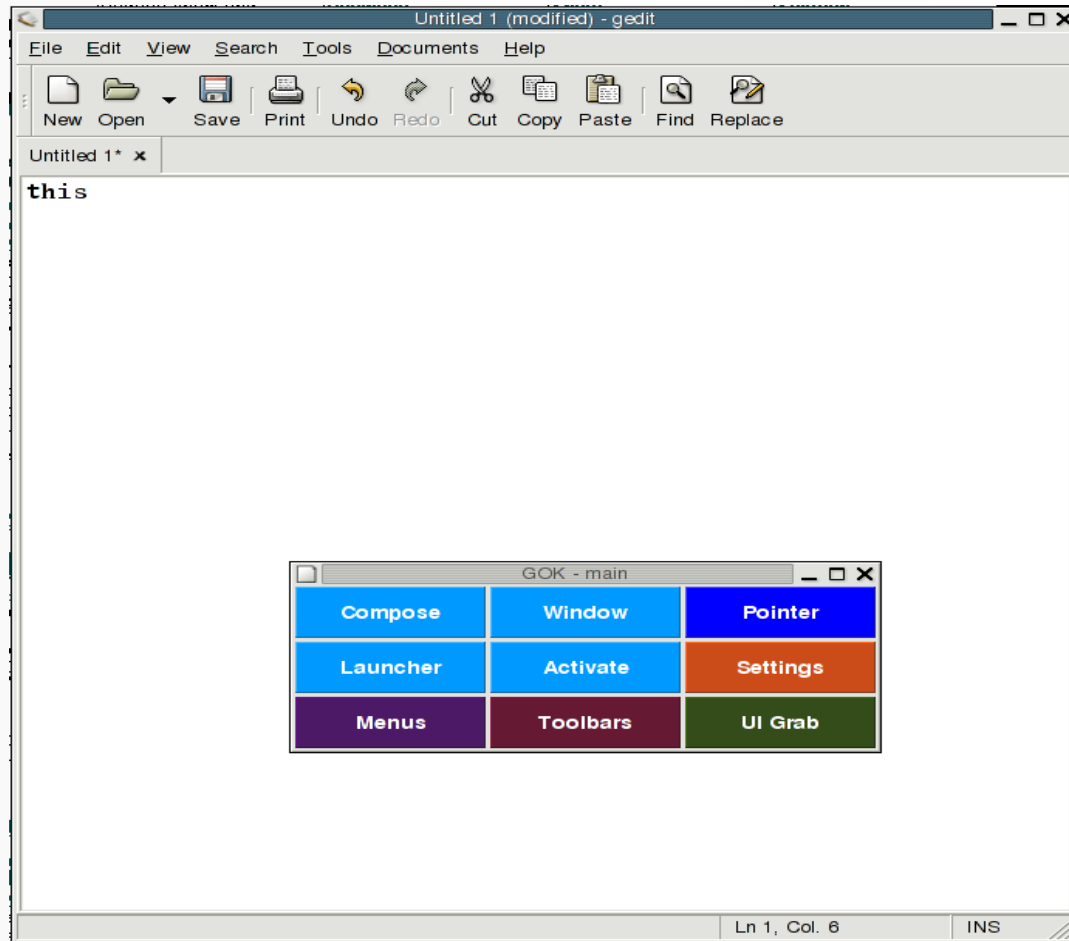 Untitled 1 (modified) - gedit
File Edit View Search Tools Documents Help
New Open Save Print Undo Redo Cut Copy Paste Find Replace
Untitled 1*
this
GOK - main
Compose Window Pointer
Launcher Activate Settings
Menus Toolbars UI Grab
Ln 1, Col. 6 INS